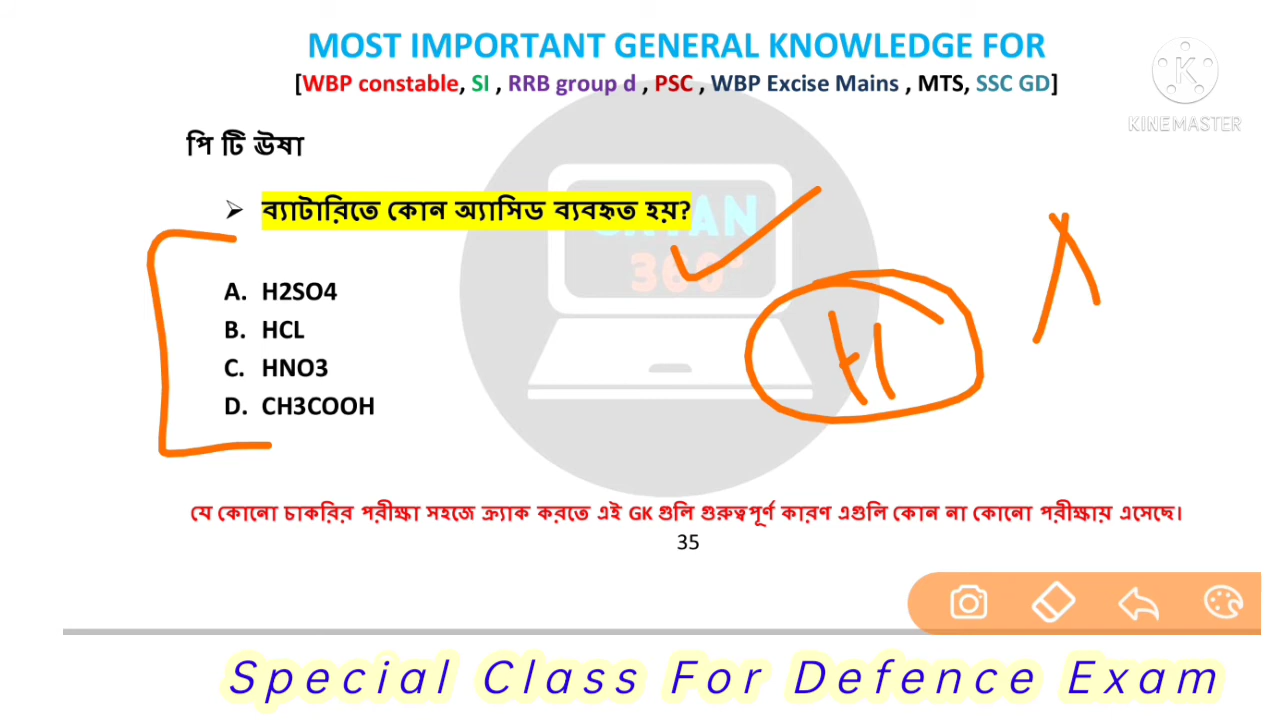 MOST IMPORTANT GENERAL KNOWLEDGE FOR
[WBP constable, SI , RRB group d , PSC , WBP Excise Mains , MTS, SSC GD]
KINEMASTER
পি টি ঊষা
➢ ব্যাটারিতে কোন অ্যাসিড ব্যবহৃত হয়?
360°
A. H2SO4
B. HCL
C. HNO3
D. CH3COOH
যে কোনো চাকরির পরীক্ষা সহজে ক্র্যাক করতে এই GK গুলি গুরুত্বপূর্ণ কারণ এগুলি কোন না কোনো পরীক্ষায় এসেছে।
35
Special Class For Defence Exam